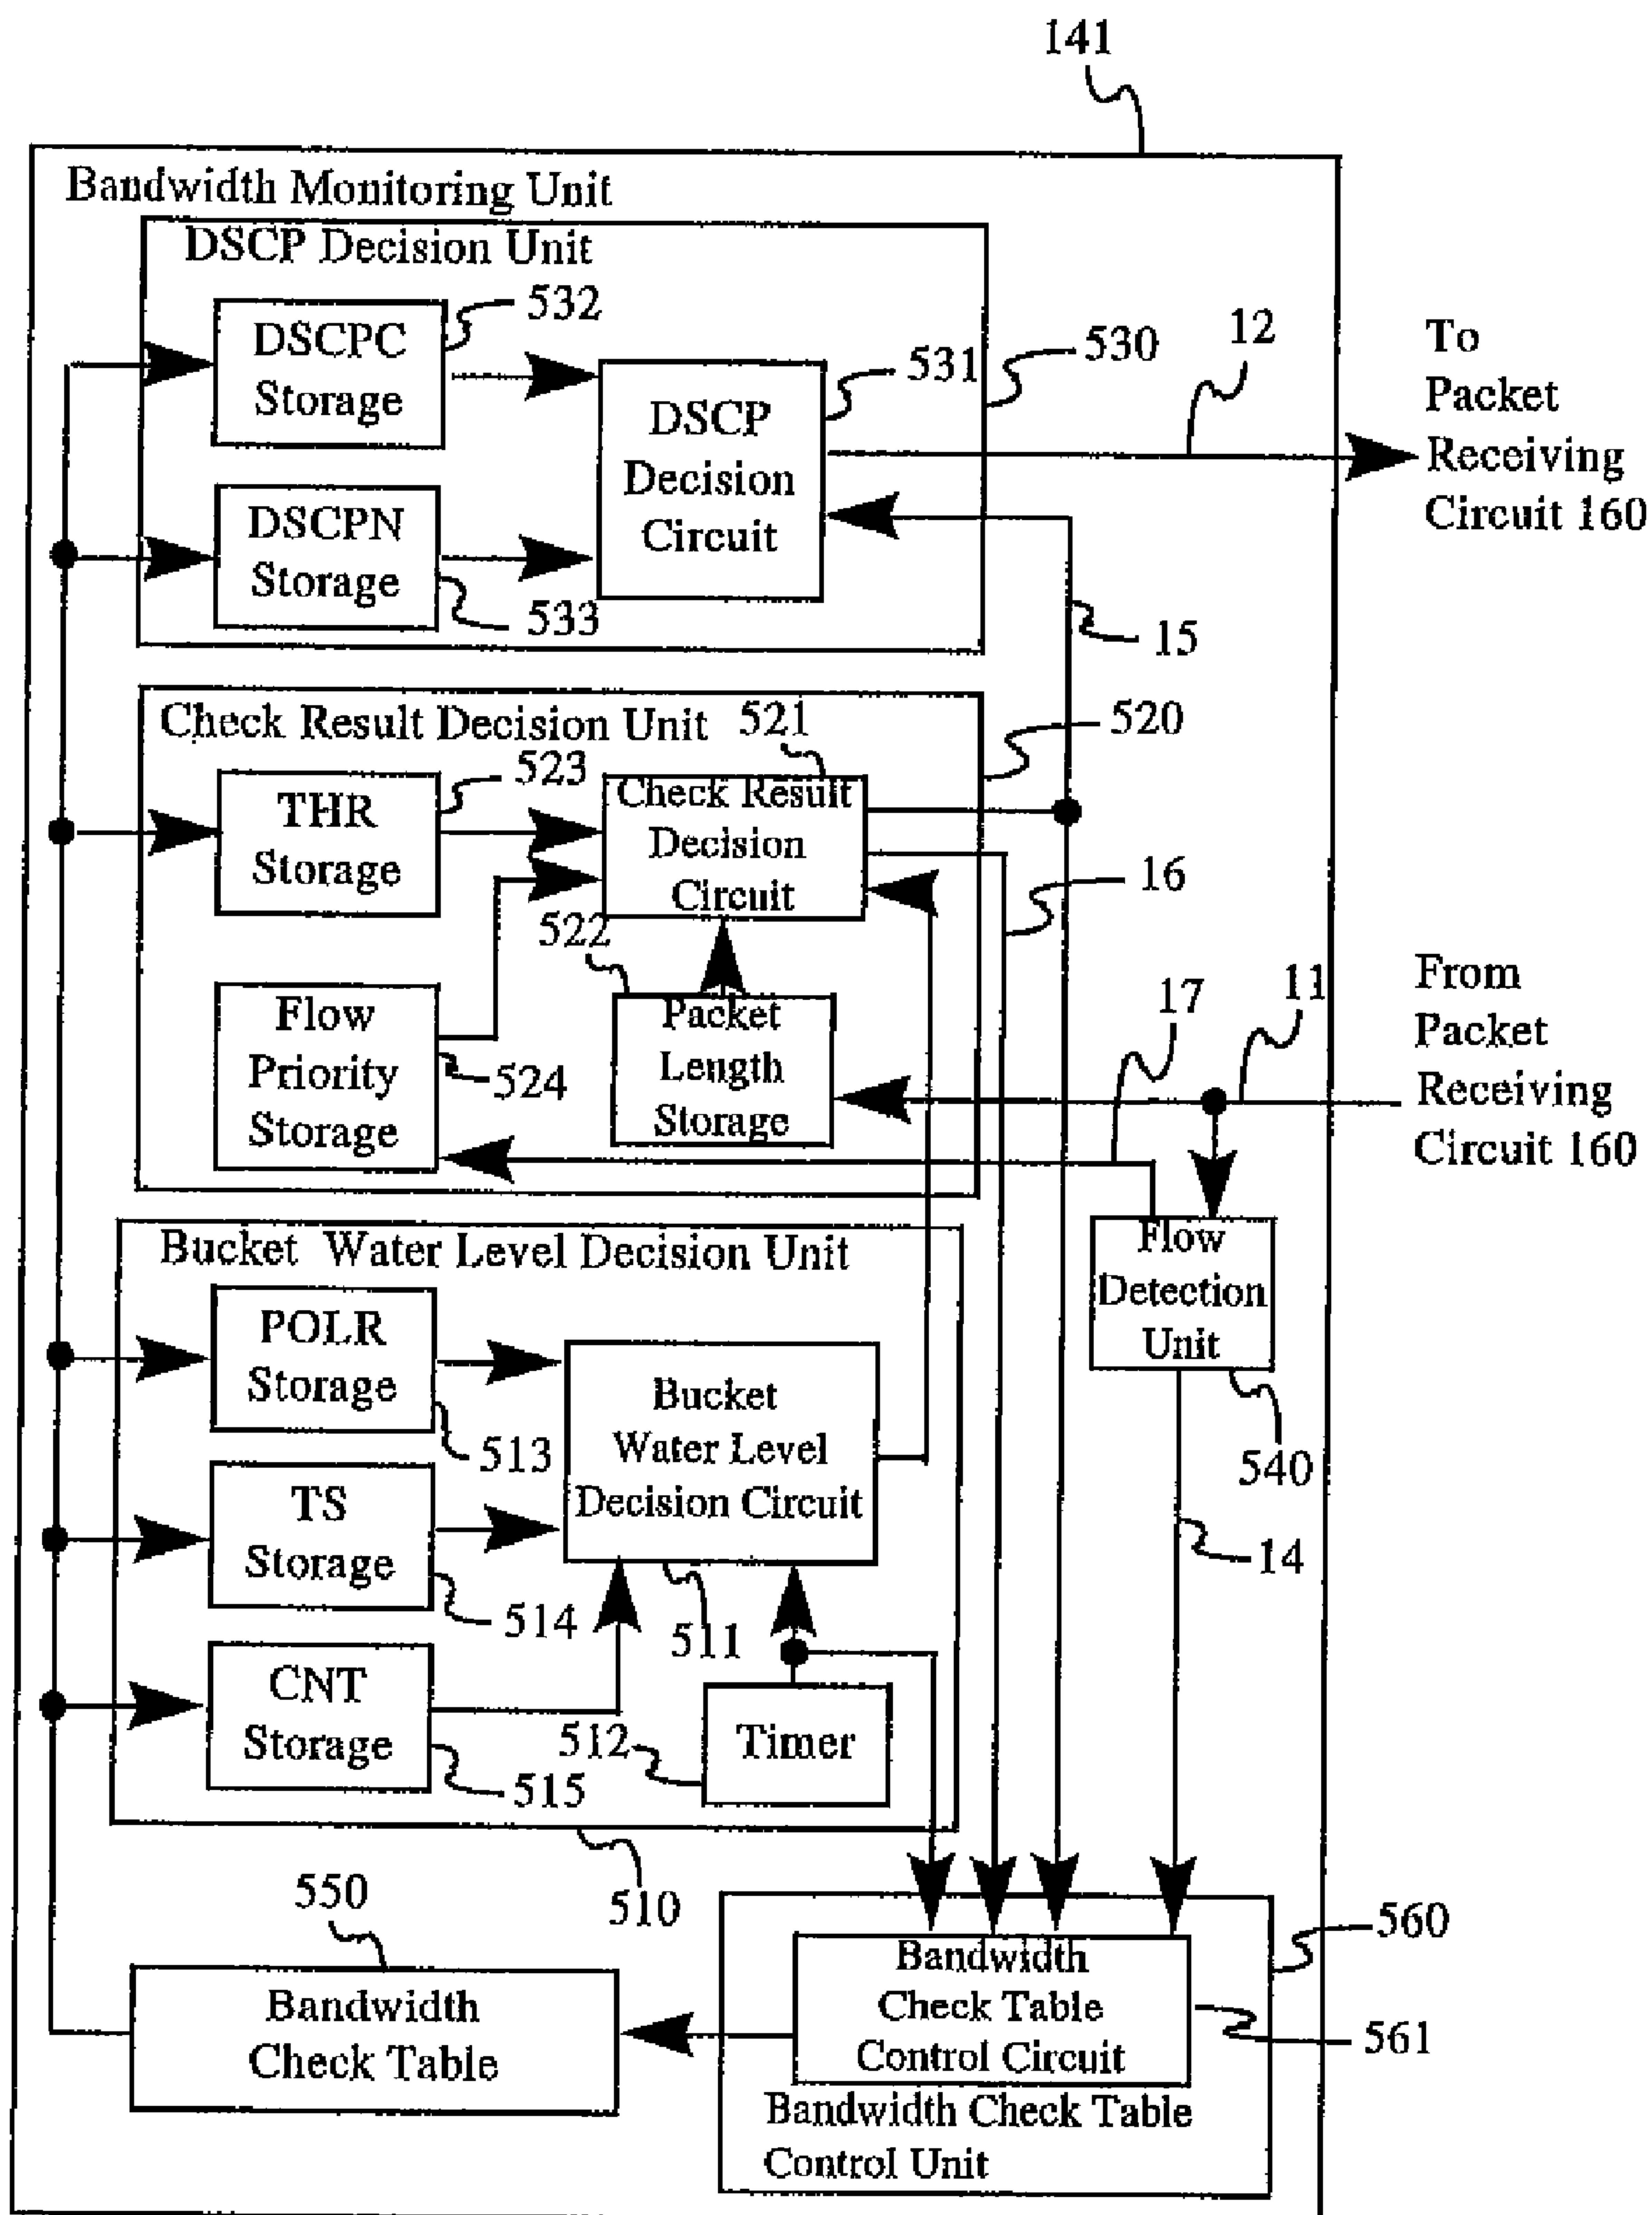 141
Bandwidth Monitoring Unit
DSCP Decision Unit
532
DSCPC
Storage
531
530
12
To
Packet
Receiving
Circuit 160
DSCP
Decision
Circuit
DSCPN
Storage
533
15
Check Result Decision Unit
521
520
523
THR
Storage
Check Result
Decision
Circuit
16
522
Flow
Priority
Storage
524
Packet
Length
Storage
17
11
From
Packet
Receiving
Circuit 160
Bucket Water Level Decision Unit
Flow
Detection
Unit
540
POLR
Storage
513
Bucket
Water Level
Decision Circuit
TS
Storage
514
511
14
CNT
Storage
515
512
Timer
550
510
560
Bandwidth
Check Table
Bandwidth
Check Table
Control Circuit
561
Bandwidth Check Table
Control Unit